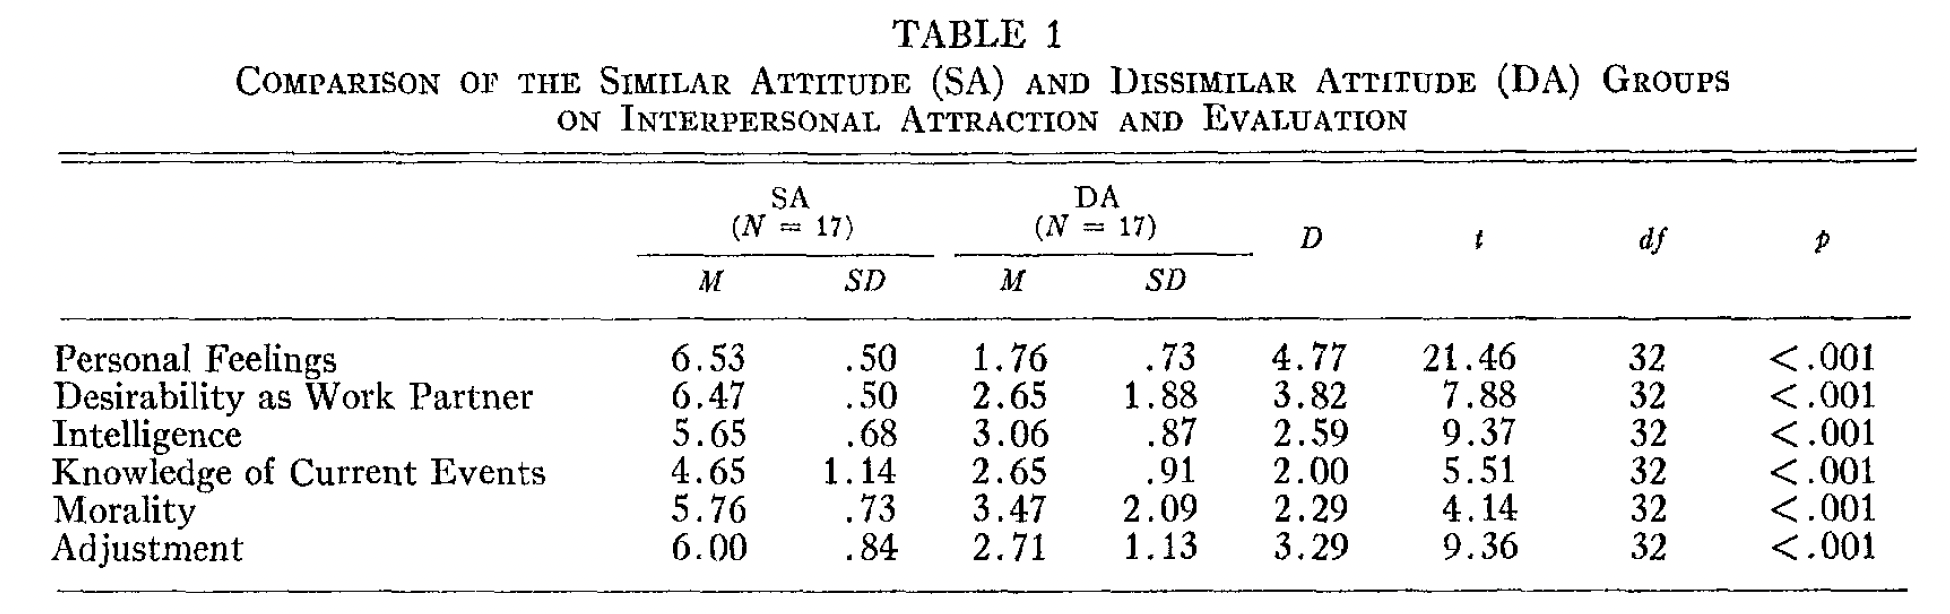 TABLE 1
COMPARISON OF THE SIMILAR ATTITUDE (SA) AND DISSIMILAR ATTITUDE (DA) GROUPS
ON INTERPERSONAL ATTRACTION AND EVALUATION
SA DA
(N = 17) (N = 17) D t df p
M SD M SD
Personal Feelings 6.53 .50 1.76 .73 4.77 21.46 32 <.001
Desirability as Work Partner 6.47 .50 2.65 1.88 3.82 7.88 32 <.001
Intelligence 5.65 .68 3.06 .87 2.59 9.37 32 <.001
Knowledge of Current Events 4.65 1.14 2.65 .91 2.00 5.51 32 <.001
Morality 5.76 .73 3.47 2.09 2.29 4.14 32 <.001
Adjustment 6.00 .84 2.71 1.13 3.29 9.36 32 <.001